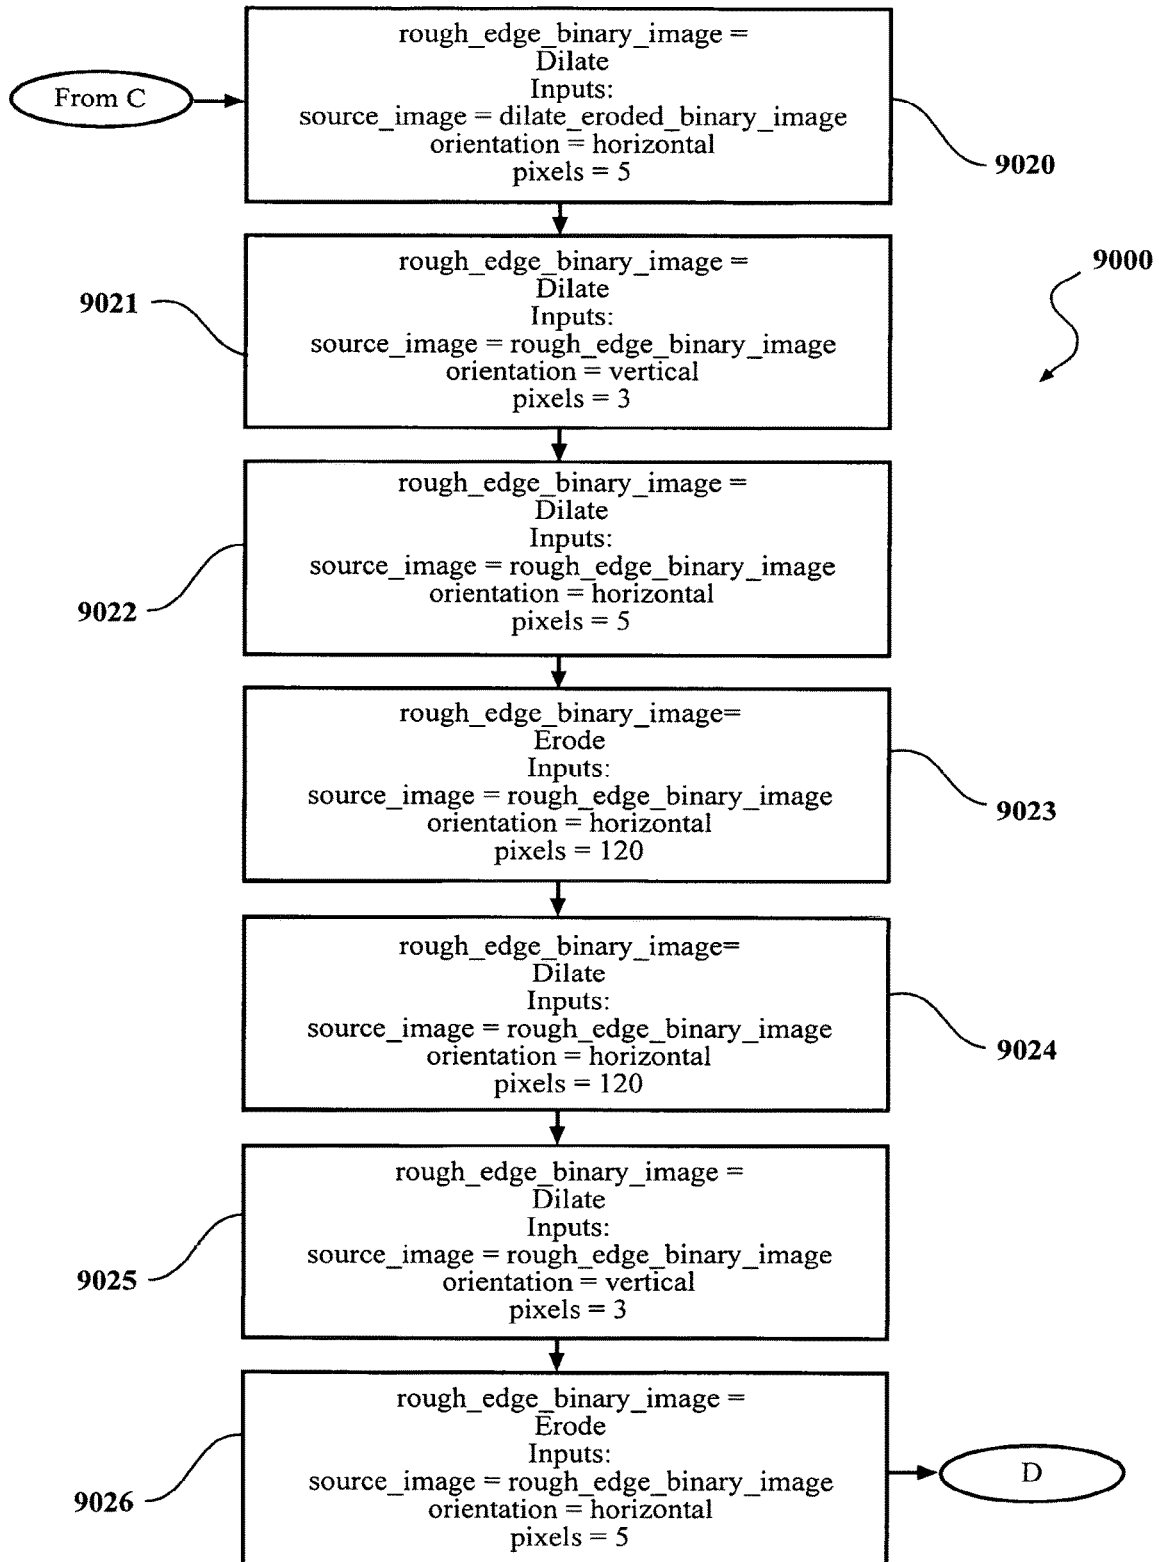 From C
rough_edge_binary_image =
Dilate
Inputs:
source_image = dilate_eroded_binary_image
orientation = horizontal
pixels = 5
9020
9000
rough_edge_binary_image =
Dilate
Inputs:
source_image = rough_edge_binary_image
orientation = vertical
pixels = 3
9021
rough_edge_binary_image =
Dilate
Inputs:
source_image = rough_edge_binary_image
orientation = horizontal
pixels = 5
9022
rough_edge_binary_image=
Erode
Inputs:
source_image = rough_edge_binary_image
orientation = horizontal
pixels = 120
9023
rough_edge_binary_image=
Dilate
Inputs:
source_image = rough_edge_binary_image
orientation = horizontal
pixels = 120
9024
rough_edge_binary_image =
Dilate
Inputs:
source_image = rough_edge_binary_image
orientation = vertical
pixels = 3
9025
rough_edge_binary_image =
Erode
Inputs:
source_image = rough_edge_binary_image
orientation = horizontal
pixels = 5
9026
D